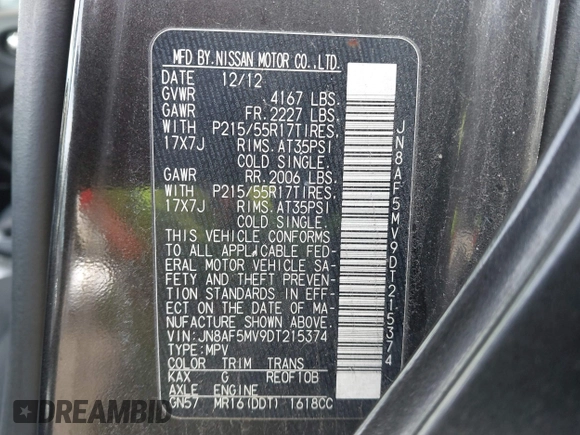 MFD BY.NISSAN MOTOR CO.,LTD.
DATE 12/12
GVWR 4167 LBS.
GAWR FR.2227 LBS.
WITH P215/55R17TIRES,
17X7J RIMS.AT35PSI
COLD SINGLE.
GAWR RR.2006 LBS.
WITH P215/55R17TIRES,
17X7J RIMS.AT35PSI
COLD SINGLE.
THIS VEHICLE CONFORMS
TO ALL APPLICABLE FED-
ERAL MOTOR VEHICLE SA-
FETY AND THEFT PREVEN-
TION STANDARDS IN EFF-
ECT ON THE DATE OF MA-
NUFACTURE SHOWN ABOVE.
VIN:JN8AF5MV9DT215374
TYPE:MPV
COLOR TRIM TRANS
KAX G RE0F10B
AXLE ENGINE
GN57 MR16(DDT) 1618CC
JN8AF5MV9DT215374
AUTOHELPERBOT.COM